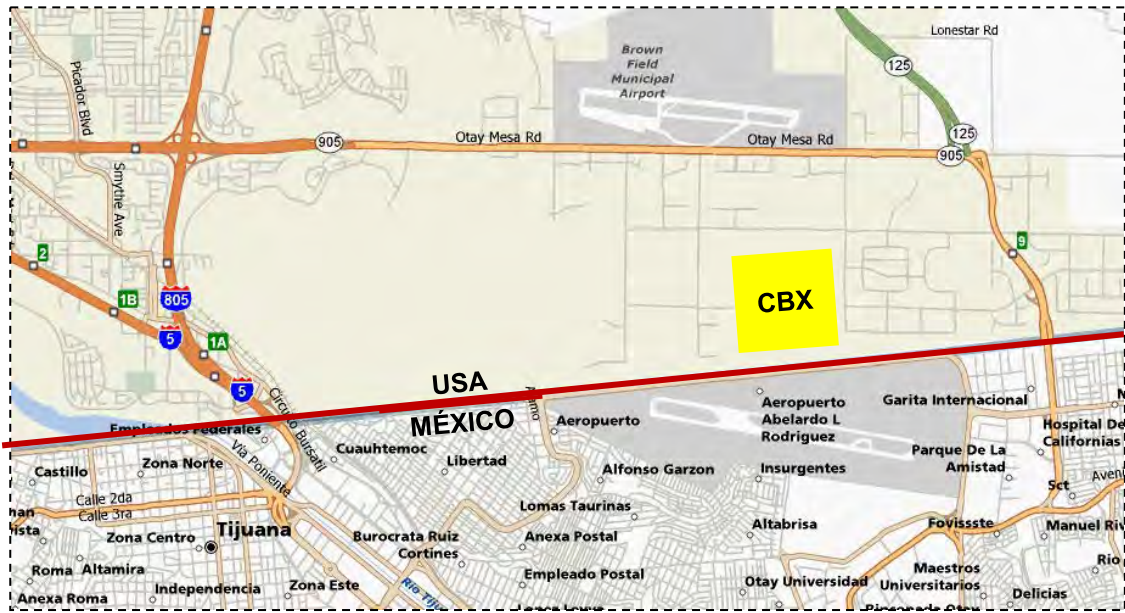 Lonestar Rd
Brown
Field
Municipal
Airport
125
Picador Blvd
905
Otay Mesa Rd
Otay Mesa Rd
125
905
Smythe Ave
2
9
1B
805
CBX
5
1A
5
USA
MÉXICO
Circuito Bursatil
Empleados Federales
Via Poniente
Aeropuerto
Aeropuerto
Abelardo L
Rodriguez
Garita Internacional
Hospital De
Californias
Cuauhtemoc
Castillo
Zona Norte
Libertad
Alfonso Garzon
Insurgentes
Parque De La
Amistad
Sct
Calle 2da
Calle 3ra
Lomas Taurinas
Altabrisa
Fovissste
Manuel Riv
Zona Centro
Tijuana
Burocrata Ruiz
Cortines
Anexa Postal
Rio
Roma
Altamira
Independencia
Zona Este
Empleado Postal
Otay Universidad
Maestros
Universitarios
Delicias
Anexa Roma